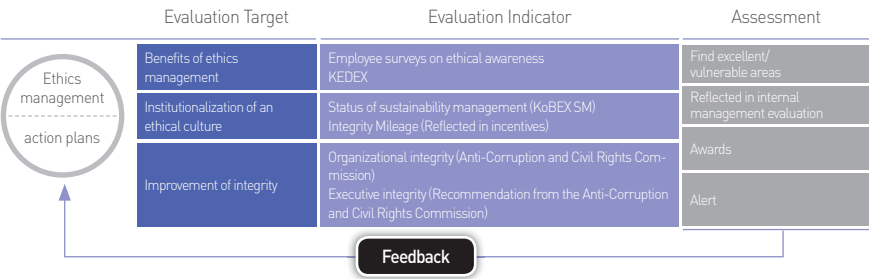 Evaluation Target
Evaluation Indicator
Assessment
Ethics
management
action plans
Benefits of ethics
management
Employee surveys on ethical awareness
KEDEX
Institutionalization of an
ethical culture
Status of sustainability management (KoBEX SM)
Integrity Mileage (Reflected in incentives)
Improvement of integrity
Organizational integrity (Anti-Corruption and Civil Rights Com-
mission)
Executive integrity (Recommendation from the Anti-Corruption
and Civil Rights Commission)
Find excellent/
vulnerable areas
Reflected in internal
management evaluation
Awards
Alert
Feedback